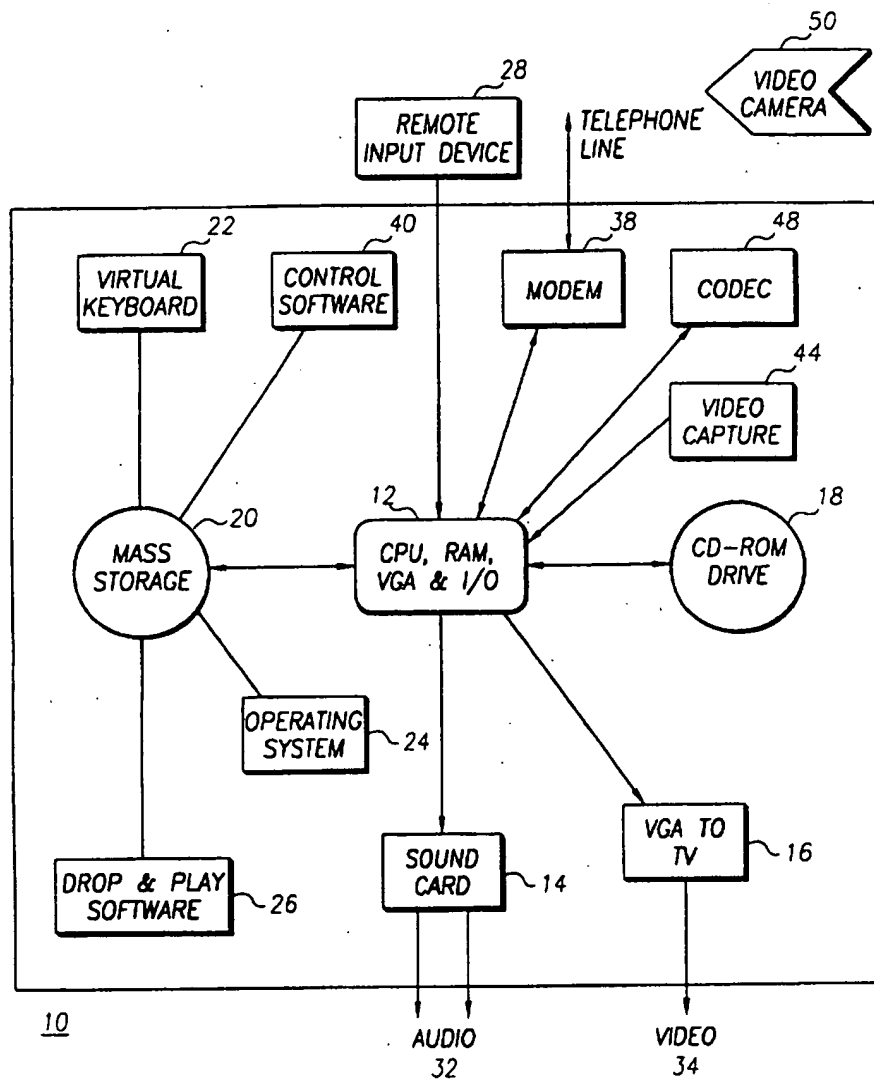 50
VIDEO
CAMERA
28
REMOTE
INPUT DEVICE
TELEPHONE
LINE
22
VIRTUAL
KEYBOARD
40
CONTROL
SOFTWARE
38
MODEM
48
CODEC
44
VIDEO
CAPTURE
20
MASS
STORAGE
12
CPU, RAM,
VGA & I/O
18
CD-ROM
DRIVE
OPERATING
SYSTEM
24
DROP & PLAY
SOFTWARE
26
SOUND
CARD
14
VGA TO
TV
16
10
AUDIO
32
VIDEO
34